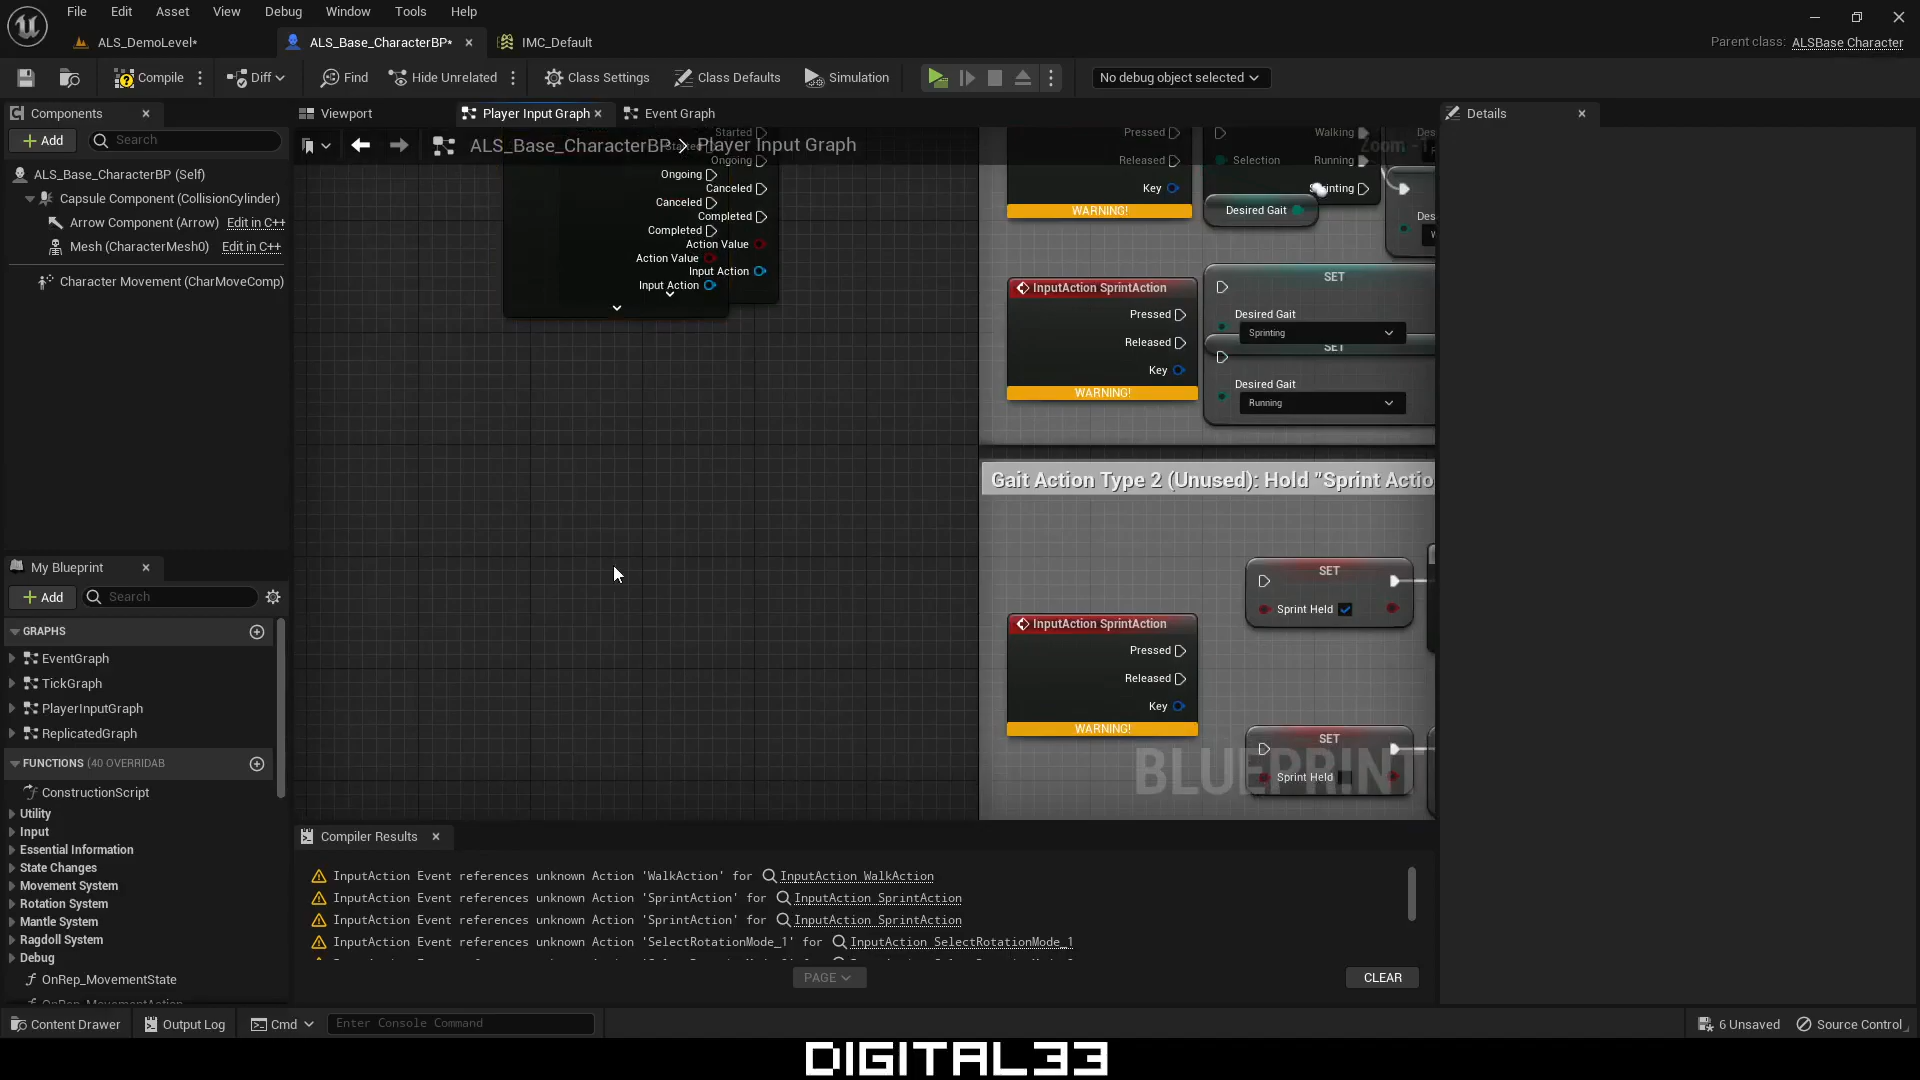 File Edit Asset View Debug Window Tools Help
ALS_DemoLevel*
ALS_Base_CharacterBP*
IMC_Default
Parent class: ALSBase Character
Compile
Diff
Find
Hide Unrelated
Class Settings
Class Defaults
Simulation
No debug object selected
Components
Add
Search
ALS_Base_CharacterBP (Self)
Capsule Component (CollisionCylinder)
Arrow Component (Arrow) Edit in C++
Mesh (CharacterMesh0) Edit in C++
Character Movement (CharMoveComp)
My Blueprint
Add
Search
GRAPHS
EventGraph
TickGraph
PlayerInputGraph
ReplicatedGraph
FUNCTIONS (40 OVERRIDAB
ConstructionScript
Utility
Input
Essential Information
State Changes
Movement System
Rotation System
Mantle System
Ragdoll System
Debug
OnRep_MovementState
OnRep_MovementAction
Viewport
Player Input Graph
Event Graph
ALS_Base_CharacterBP > Player Input Graph
Zoom -1
Started
Ongoing
Ongoing
Canceled
Canceled
Completed
Completed
Action Value
Action Value
Input Action
Input Action
Pressed
Released
Key
WARNING!
Walking
Selection
Running
Sprinting
Desired Gait
Des
Des
InputAction SprintAction
Pressed
Released
Key
WARNING!
SET
Desired Gait
Sprinting
SET
Desired Gait
Running
Gait Action Type 2 (Unused): Hold "Sprint Actio
SET
Sprint Held
InputAction SprintAction
Pressed
Released
Key
WARNING!
SET
Sprint Held
BLUEPRINT
Compiler Results
InputAction Event references unknown Action 'WalkAction' for InputAction WalkAction
InputAction Event references unknown Action 'SprintAction' for InputAction SprintAction
InputAction Event references unknown Action 'SprintAction' for InputAction SprintAction
InputAction Event references unknown Action 'SelectRotationMode_1' for InputAction SelectRotationMode_1
PAGE
CLEAR
Details
Content Drawer
Output Log
Cmd
Enter Console Command
6 Unsaved
Source Control
DIGITAL33